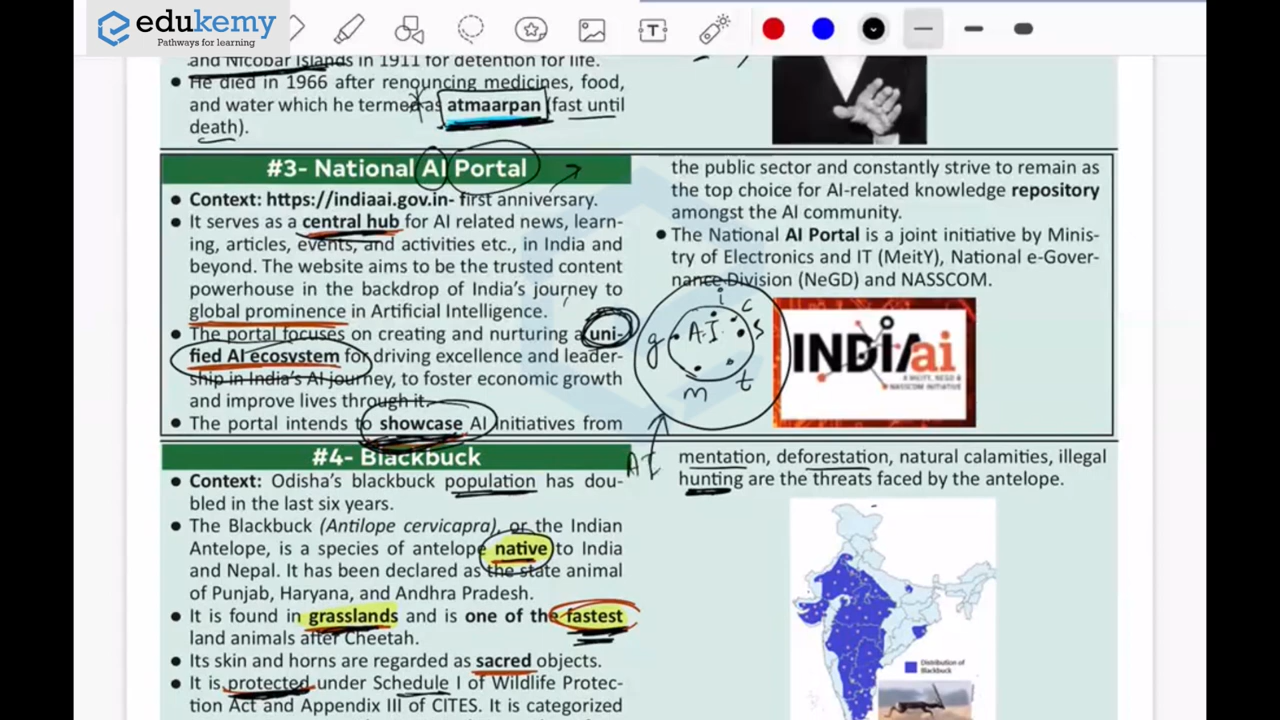 edukemy
Pathways for learning
T
and Nicobar Islands in 1911 for detention for life.
• He died in 1966 after renouncing medicines, food,
and water which he termed as atmaarpan (fast until
death).
#3- National AI Portal
• Context: https://indiaai.gov.in- first anniversary.
• It serves as a central hub for AI related news, learn-
ing, articles, events, and activities etc., in India and
beyond. The website aims to be the trusted content
powerhouse in the backdrop of India's journey to
global prominence in Artificial Intelligence.
• The portal focuses on creating and nurturing a uni-
fied AI ecosystem for driving excellence and leader-
ship in India's AI journey, to foster economic growth
and improve lives through it.
• The portal intends to showcase AI Initiatives from
the public sector and constantly strive to remain as
the top choice for AI-related knowledge repository
amongst the AI community.
• The National AI Portal is a joint initiative by Minis-
try of Electronics and IT (MeitY), National e-Gover-
nance Division (NeGD) and NASSCOM.
i
c
g A.I. s
t
m
AI
INDIAai
A MEITY, NEGD &
NASSCOM INITIATIVE
#4- Blackbuck
• Context: Odisha's blackbuck population has dou-
bled in the last six years.
• The Blackbuck (Antilope cervicapra), or the Indian
Antelope, is a species of antelope native to India
and Nepal. It has been declared as the state animal
of Punjab, Haryana, and Andhra Pradesh.
• It is found in grasslands and is one of the fastest
land animals after Cheetah.
• Its skin and horns are regarded as sacred objects.
• It is protected under Schedule I of Wildlife Protec-
tion Act and Appendix III of CITES. It is categorized
mentation, deforestation, natural calamities, illegal
hunting are the threats faced by the antelope.
Distribution of
Blackbuck